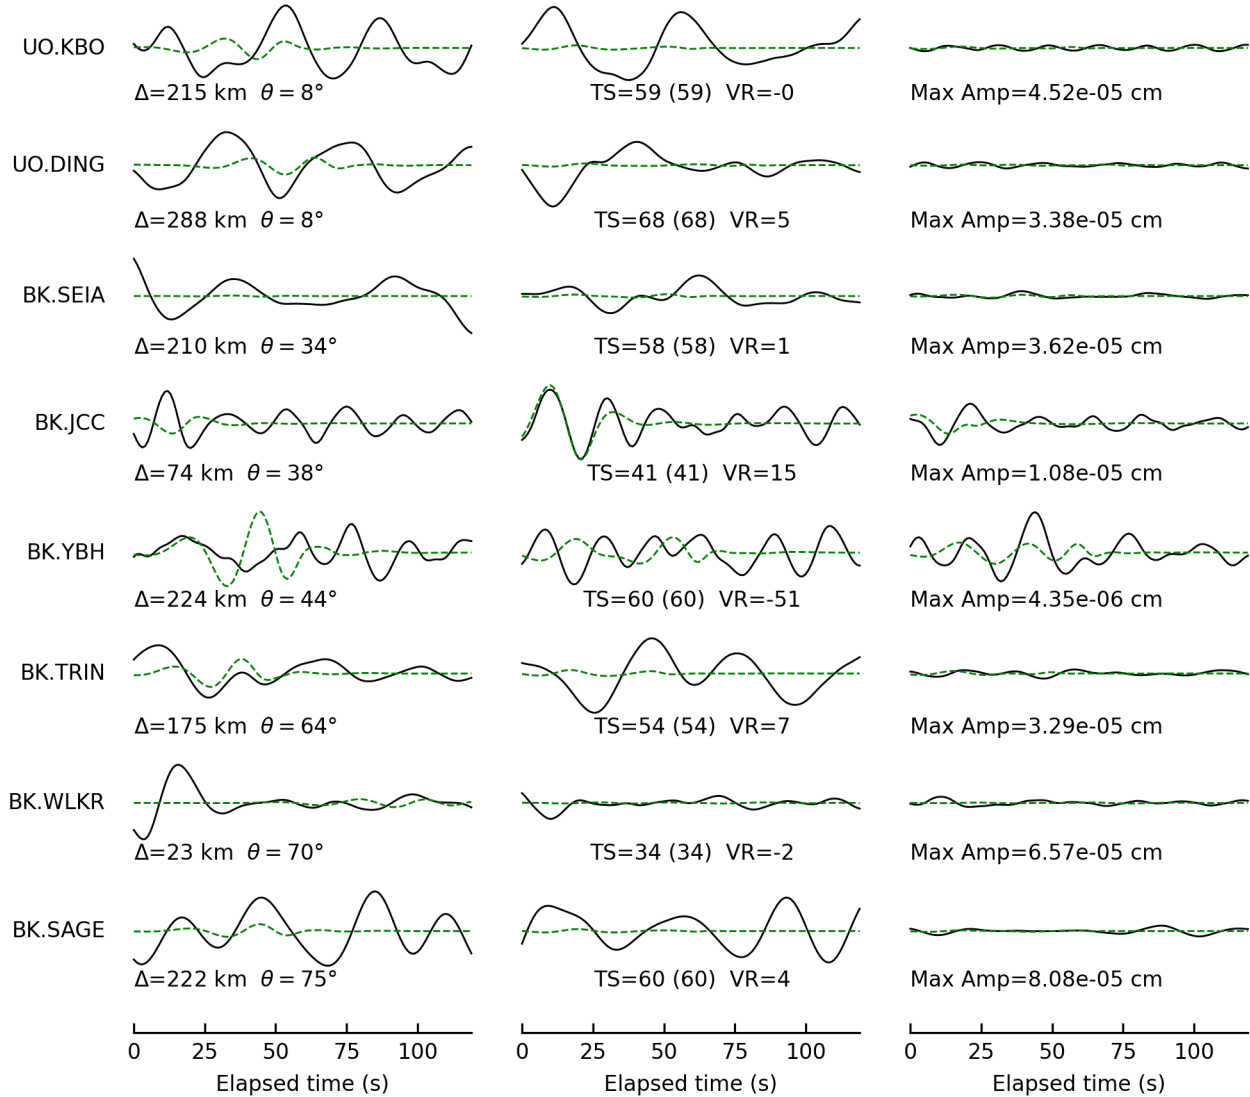 UO.KBO
Δ=215 km θ = 8° TS=59 (59) VR=-0 Max Amp=4.52e-05 cm
UO.DING
Δ=288 km θ = 8° TS=68 (68) VR=5 Max Amp=3.38e-05 cm
BK.SEIA
Δ=210 km θ = 34° TS=58 (58) VR=1 Max Amp=3.62e-05 cm
BK.JCC
Δ=74 km θ = 38° TS=41 (41) VR=15 Max Amp=1.08e-05 cm
BK.YBH
Δ=224 km θ = 44° TS=60 (60) VR=-51 Max Amp=4.35e-06 cm
BK.TRIN
Δ=175 km θ = 64° TS=54 (54) VR=7 Max Amp=3.29e-05 cm
BK.WLKR
Δ=23 km θ = 70° TS=34 (34) VR=-2 Max Amp=6.57e-05 cm
BK.SAGE
Δ=222 km θ = 75° TS=60 (60) VR=4 Max Amp=8.08e-05 cm
0 25 50 75 100 0 25 50 75 100 0 25 50 75 100
Elapsed time (s) Elapsed time (s) Elapsed time (s)